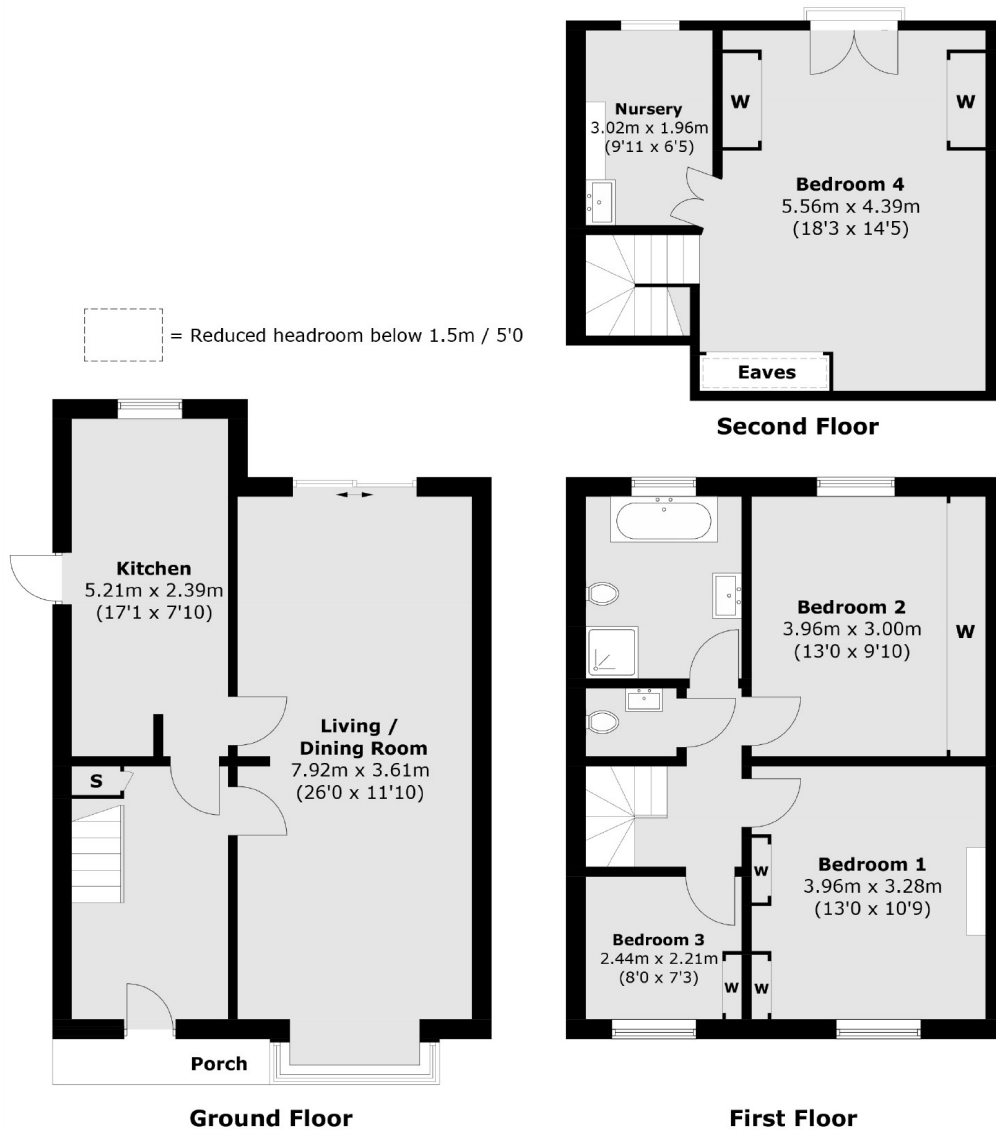 Nursery
3.02m x 1.96m
(9'11 x 6'5)
W
W
Bedroom 4
5.56m x 4.39m
(18'3 x 14'5)
Eaves
Second Floor
= Reduced headroom below 1.5m / 5'0
Kitchen
5.21m x 2.39m
(17'1 x 7'10)
Living /
Dining Room
7.92m x 3.61m
(26'0 x 11'10)
S
Porch
Ground Floor
Bedroom 2
3.96m x 3.00m
(13'0 x 9'10)
W
Bedroom 1
3.96m x 3.28m
(13'0 x 10'9)
W
W
Bedroom 3
2.44m x 2.21m
(8'0 x 7'3)
W
First Floor